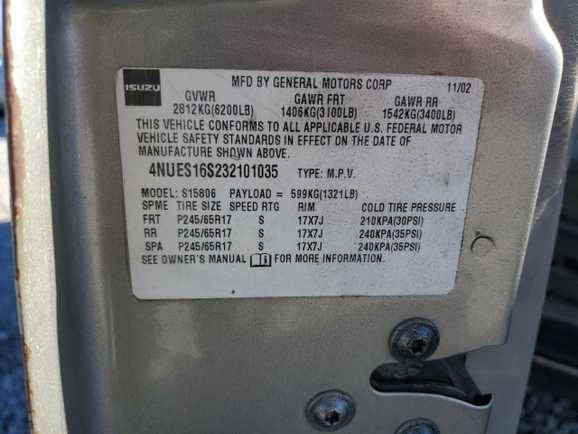 ISUZU MFD BY GENERAL MOTORS CORP 11/02
GVWR GAWR FRT GAWR RR
2812KG(6200LB) 1406KG(3100LB) 1542KG(3400LB)
THIS VEHICLE CONFORMS TO ALL APPLICABLE U.S. FEDERAL MOTOR
VEHICLE SAFETY STANDARDS IN EFFECT ON THE DATE OF
MANUFACTURE SHOWN ABOVE.
4NUES16S232101035 TYPE: M.P.V.
MODEL: S15806 PAYLOAD = 599KG(1321LB)
SPME TIRE SIZE SPEED RTG RIM COLD TIRE PRESSURE
FRT P245/65R17 S 17X7J 210KPA(30PSI)
RR P245/65R17 S 17X7J 240KPA(35PSI)
SPA P245/65R17 S 17X7J 240KPA(35PSI)
SEE OWNER'S MANUAL FOR MORE INFORMATION.